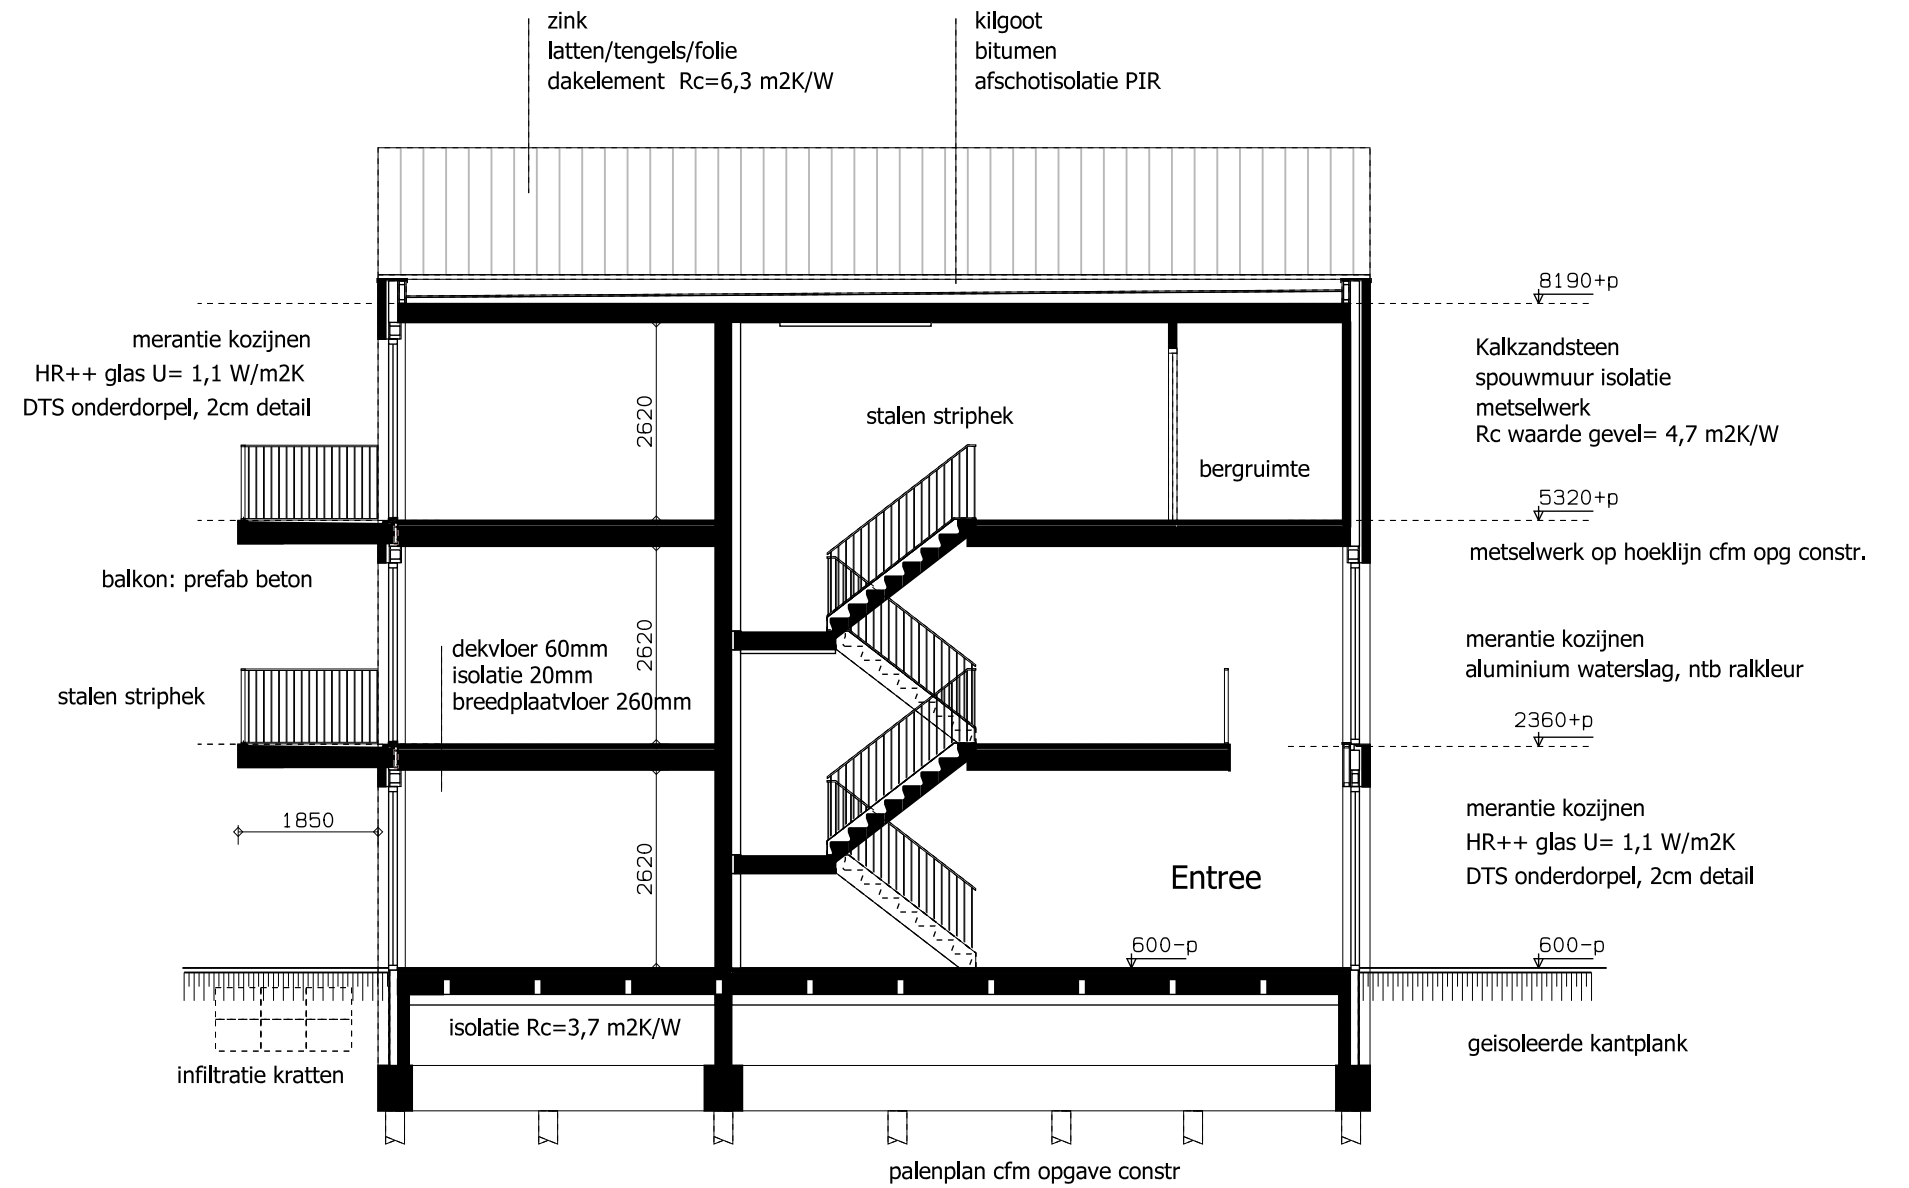 zink
latten/tengels/folie
dakelement Rc=6,3 m2K/W
kilgoot
bitumen
afschotisolatie PIR
8190+p
merantie kozijnen
HR++ glas U= 1,1 W/m2K
DTS onderdorpel, 2cm detail
2620
stalen striphek
bergruimte
Kalkzandsteen
spouwmuur isolatie
metselwerk
Rc waarde gevel= 4,7 m2K/W
5320+p
metselwerk op hoeklijn cfm opg constr.
balkon: prefab beton
dekvloer 60mm
isolatie 20mm
breedplaatvloer 260mm
2620
merantie kozijnen
aluminium waterslag, ntb ralkleur
stalen striphek
2360+p
1850
2620
Entree
merantie kozijnen
HR++ glas U= 1,1 W/m2K
DTS onderdorpel, 2cm detail
600-p
600-p
isolatie Rc=3,7 m2K/W
geisoleerde kantplank
infiltratie kratten
palenplan cfm opgave constr